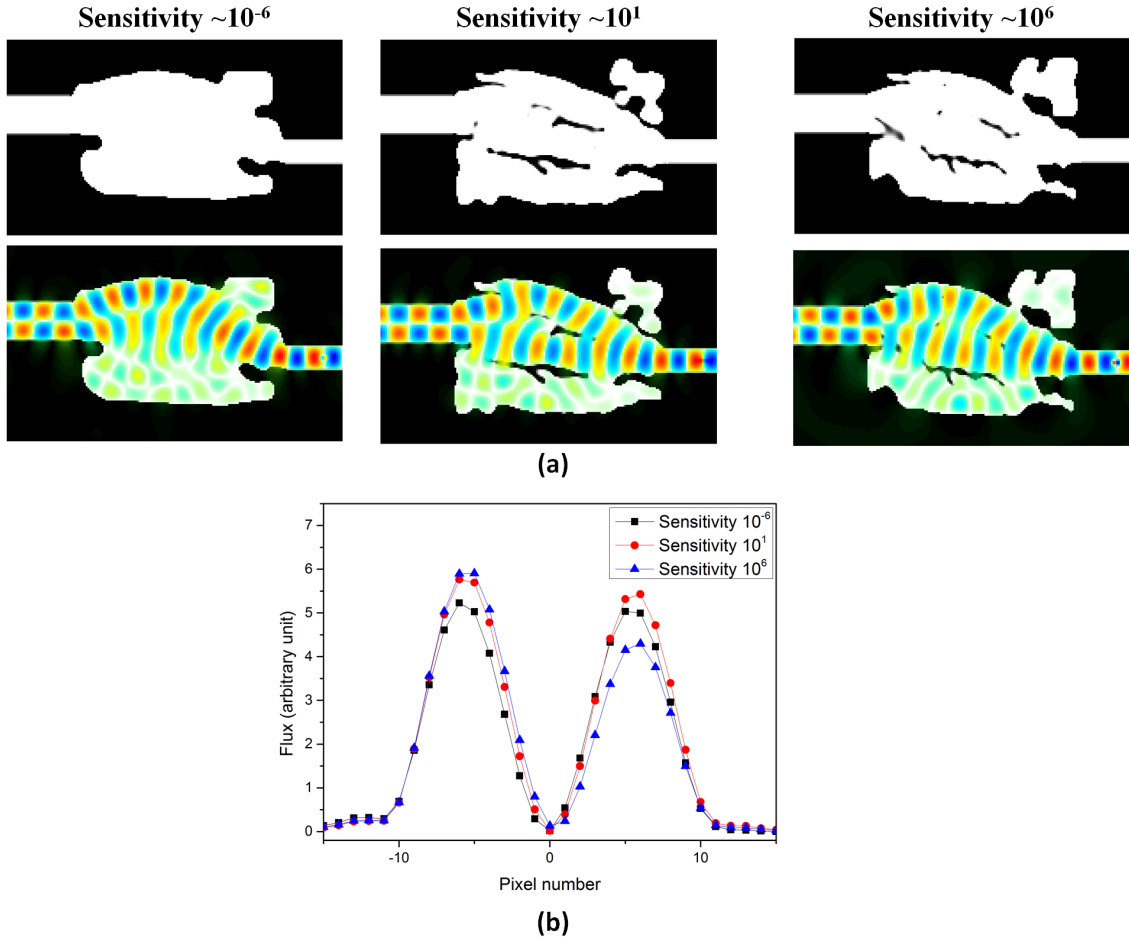 Sensitivity ~10⁻⁶ Sensitivity ~10¹ Sensitivity ~10⁶
(a)
Sensitivity 10⁻⁶
Sensitivity 10¹
Sensitivity 10⁶
7
6
5
4
3
2
1
0
Flux (arbitrary unit)
-10 0 10
Pixel number
(b)